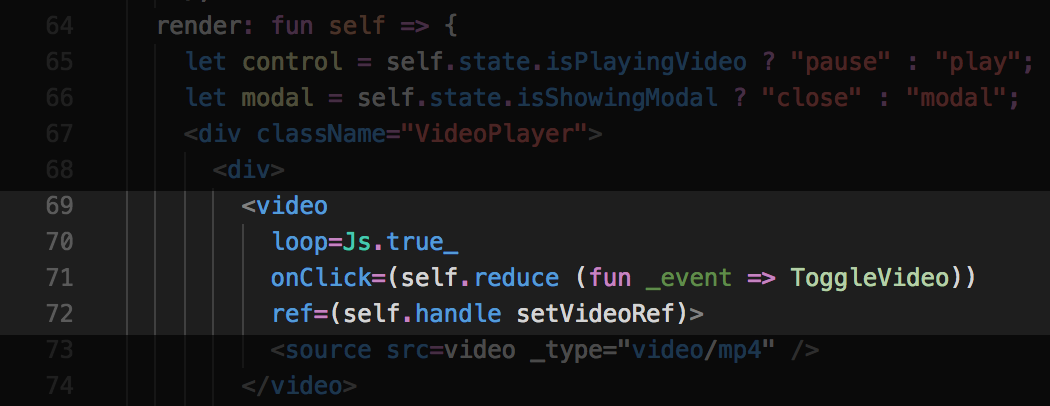 64 render: fun self => {
65 let control = self.state.isPlayingVideo ? "pause" : "play";
66 let modal = self.state.isShowingModal ? "close" : "modal";
67 <div className="VideoPlayer">
68 <div>
69 <video
70 loop=Js.true_
71 onClick=(self.reduce (fun _event => ToggleVideo))
72 ref=(self.handle setVideoRef)>
73 <source src=video _type="video/mp4" />
74 </video>